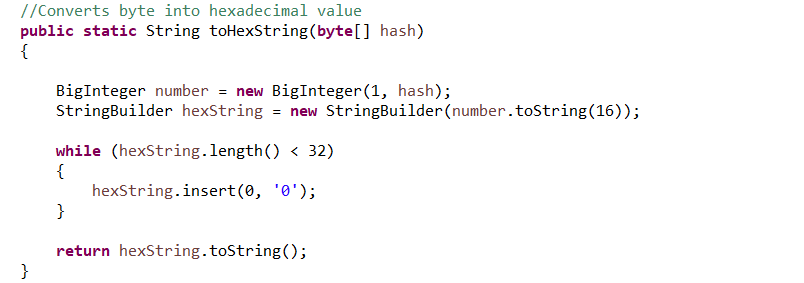 //Converts byte into hexadecimal value
public static String toHexString(byte[] hash)
{
    BigInteger number = new BigInteger(1, hash);
    StringBuilder hexString = new StringBuilder(number.toString(16));
    while (hexString.length() < 32)
    {
        hexString.insert(0, '0');
    }
    return hexString.toString();
}